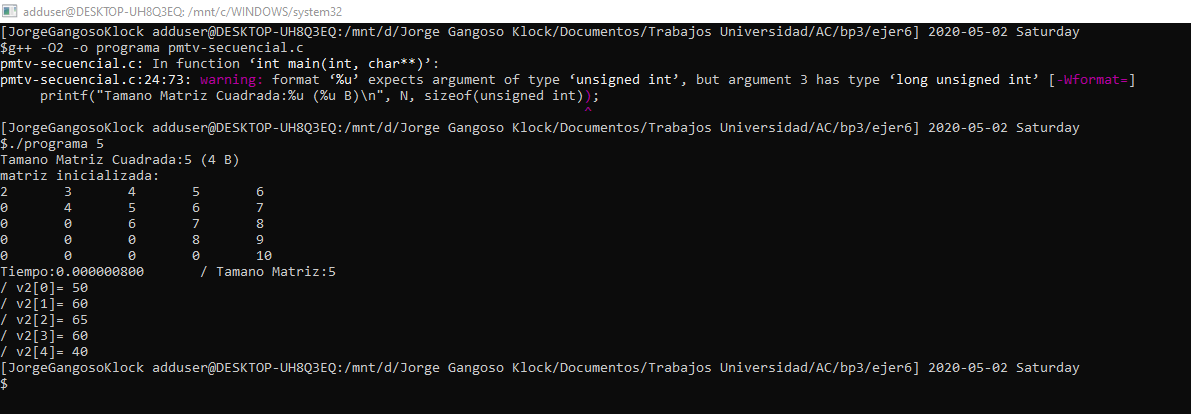 adduser@DESKTOP-UH8Q3EQ: /mnt/c/WINDOWS/system32
[JorgeGangosoKlock adduser@DESKTOP-UH8Q3EQ:/mnt/d/Jorge Gangoso Klock/Documentos/Trabajos Universidad/AC/bp3/ejer6] 2020-05-02 Saturday
$g++ -O2 -o programa pmtv-secuencial.c
pmtv-secuencial.c: In function ‘int main(int, char**)’:
pmtv-secuencial.c:24:73: warning: format ‘%u’ expects argument of type ‘unsigned int’, but argument 3 has type ‘long unsigned int’ [-Wformat=]
     printf("Tamano Matriz Cuadrada:%u (%u B)\n", N, sizeof(unsigned int));
                                                                         ^
[JorgeGangosoKlock adduser@DESKTOP-UH8Q3EQ:/mnt/d/Jorge Gangoso Klock/Documentos/Trabajos Universidad/AC/bp3/ejer6] 2020-05-02 Saturday
$./programa 5
Tamano Matriz Cuadrada:5 (4 B)
matriz inicializada:
2       3       4       5       6
0       4       5       6       7
0       0       6       7       8
0       0       0       8       9
0       0       0       0       10
Tiempo:0.000000800       / Tamano Matriz:5
/ v2[0]= 50
/ v2[1]= 60
/ v2[2]= 65
/ v2[3]= 60
/ v2[4]= 40
[JorgeGangosoKlock adduser@DESKTOP-UH8Q3EQ:/mnt/d/Jorge Gangoso Klock/Documentos/Trabajos Universidad/AC/bp3/ejer6] 2020-05-02 Saturday
$